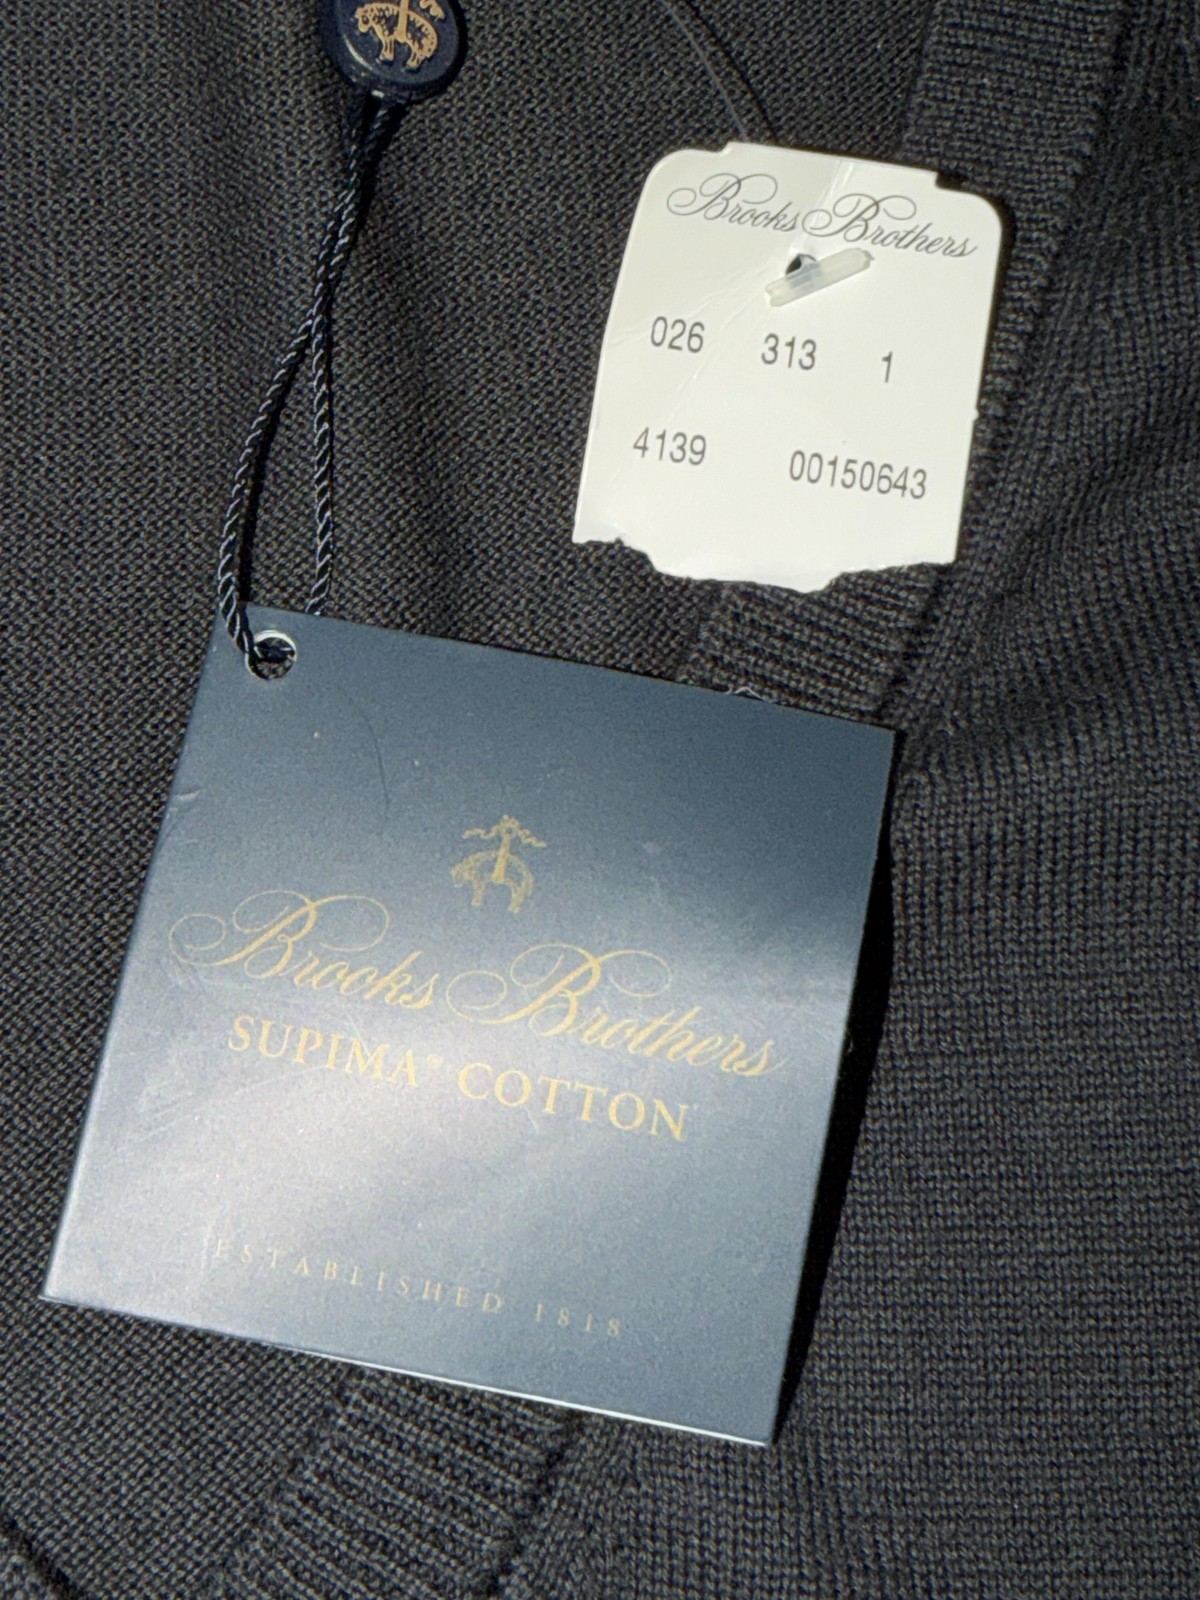 Brooks Brothers
026 313 1
4139 00150643
Brooks Brothers
SUPIMA® COTTON
ESTABLISHED 1818